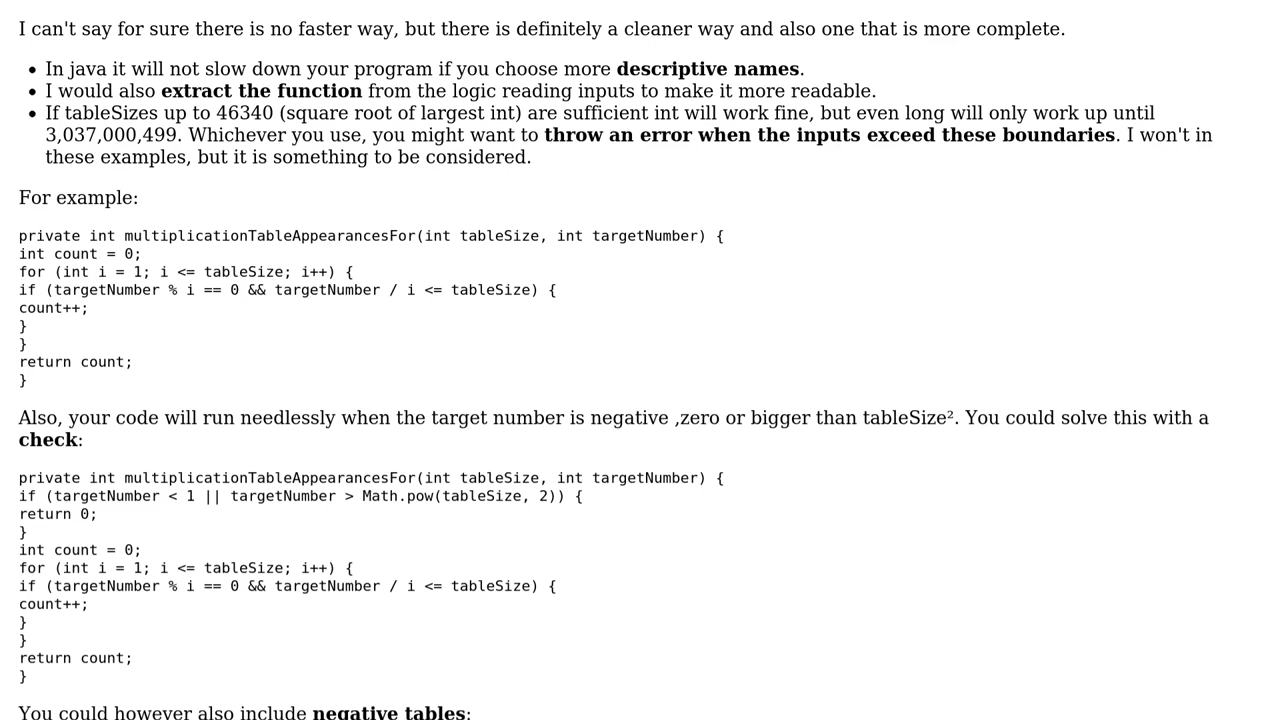 I can't say for sure there is no faster way, but there is definitely a cleaner way and also one that is more complete.
In java it will not slow down your program if you choose more descriptive names.
I would also extract the function from the logic reading inputs to make it more readable.
If tableSizes up to 46340 (square root of largest int) are sufficient int will work fine, but even long will only work up until
3,037,000,499. Whichever you use, you might want to throw an error when the inputs exceed these boundaries. I won't in
these examples, but it is something to be considered.
For example:
private int multiplicationTableAppearancesFor(int tableSize, int targetNumber) {
int count = 0;
for (int i = 1; i <= tableSize; i++) {
if (targetNumber % i == 0 && targetNumber / i <= tableSize) {
count++;
}
}
return count;
}
Also, your code will run needlessly when the target number is negative ,zero or bigger than tableSize². You could solve this with a
check:
private int multiplicationTableAppearancesFor(int tableSize, int targetNumber) {
if (targetNumber < 1 || targetNumber > Math.pow(tableSize, 2)) {
return 0;
}
int count = 0;
for (int i = 1; i <= tableSize; i++) {
if (targetNumber % i == 0 && targetNumber / i <= tableSize) {
count++;
}
}
return count;
}
You could however also include negative tables: